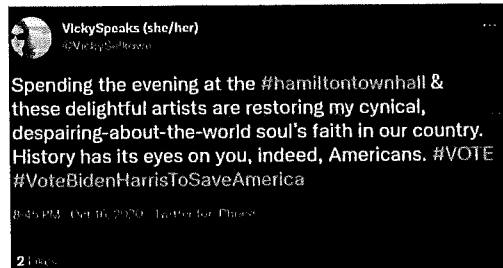 VickySpeaks (she/her)
Spending the evening at the #hamiltontownhall &
these delightful artists are restoring my cynical,
despairing-about-the-world soul's faith in our country.
History has its eyes on you, indeed, Americans. #VOTE
#VoteBidenHarrisToSaveAmerica
8:45 PM Oct 16, 2020 Twitter for
2 Likes